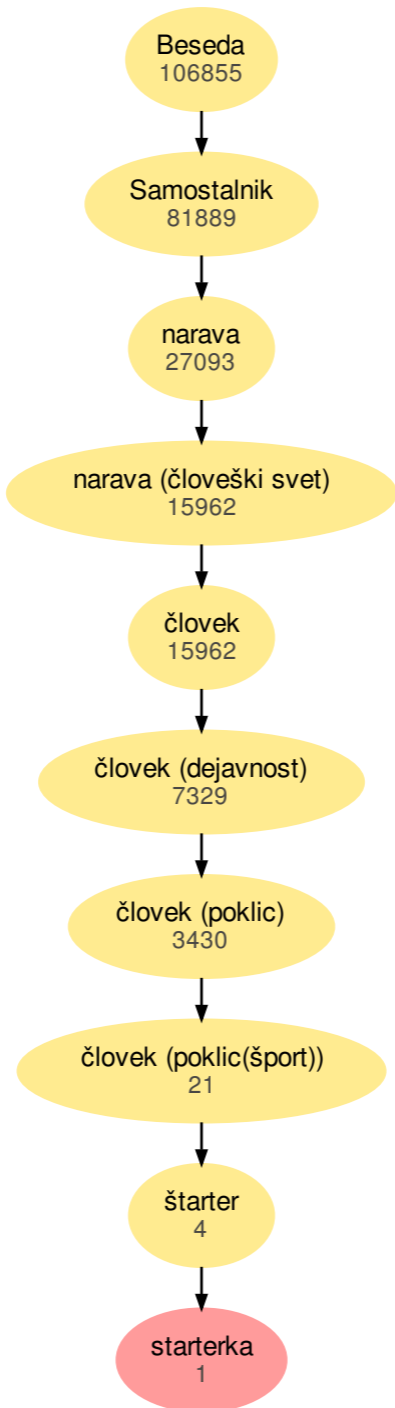 Beseda
106855
Samostalnik
81889
narava
27093
narava (človeški svet)
15962
človek
15962
človek (dejavnost)
7329
človek (poklic)
3430
človek (poklic(šport))
21
štarter
4
starterka
1